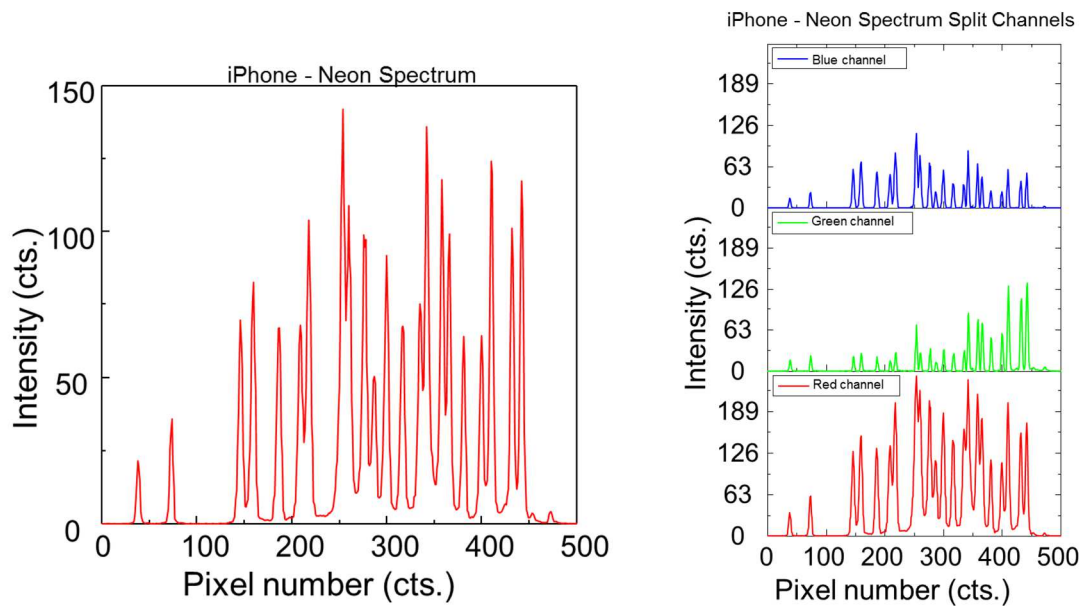 iPhone - Neon Spectrum
150
100
50
0
0 100 200 300 400 500
Intensity (cts.)
Pixel number (cts.)
iPhone - Neon Spectrum Split Channels
Blue channel
189
126
63
0
Green channel
189
126
63
0
Red channel
189
126
63
0
0 100 200 300 400 500
Intensity (cts.)
Pixel number (cts.)